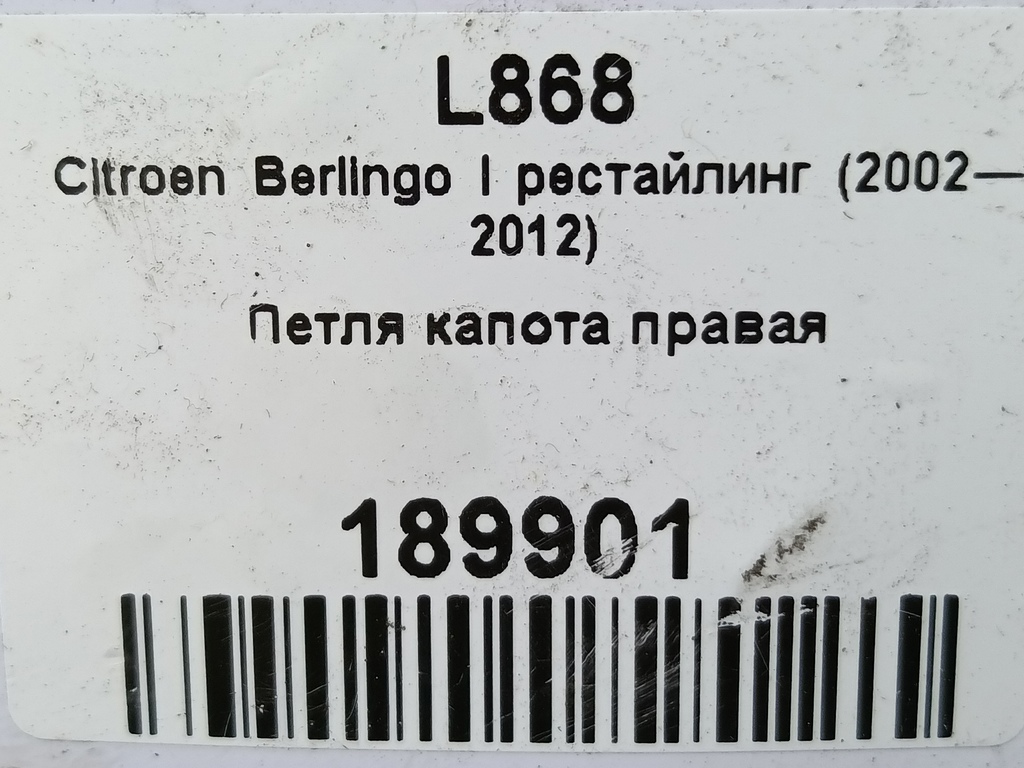 L868
Citroen Berlingo I рестайлинг (2002—
2012)
Петля капота правая
189901